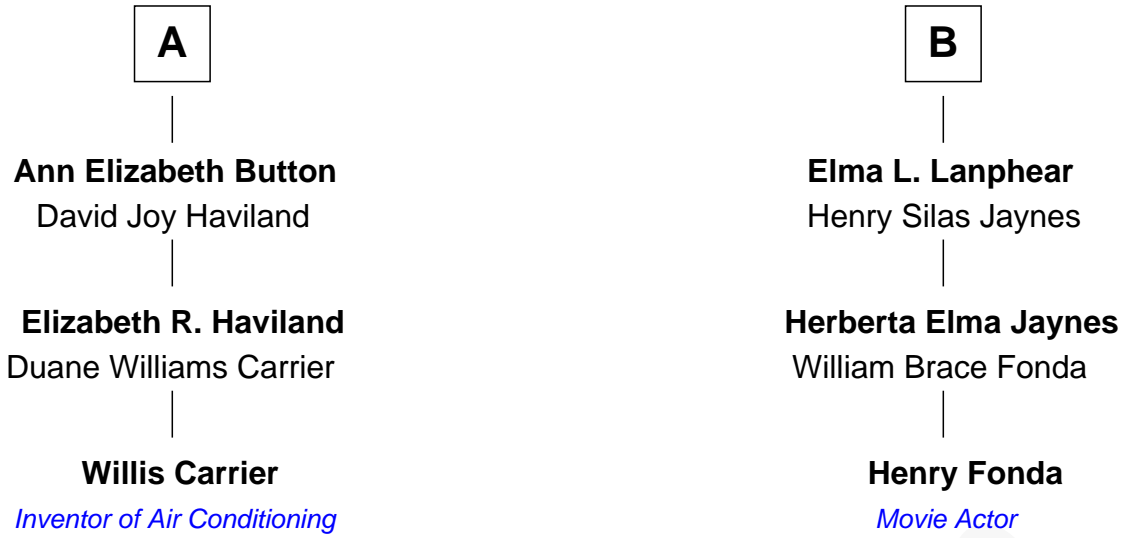 A
Ann Elizabeth Button
David Joy Haviland
Elizabeth R. Haviland
Duane Williams Carrier
Willis Carrier
Inventor of Air Conditioning
B
Elma L. Lanphear
Henry Silas Jaynes
Herberta Elma Jaynes
William Brace Fonda
Henry Fonda
Movie Actor